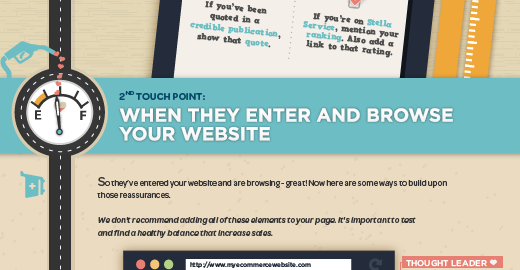 If you've been
quoted in a
credible publication,
show that quote.
If you're on Stella
Service, mention your
ranking. Also add a
link to that rating.
E F
2ND TOUCH POINT:
WHEN THEY ENTER AND BROWSE
YOUR WEBSITE
So they've entered your website and are browsing - great! Now here are some ways to build upon
those reassurances.
We don't recommend adding all of these elements to your page. It's important to test
and find a healthy balance that increase sales.
http://www.myecommercewebsite.com
THOUGHT LEADER